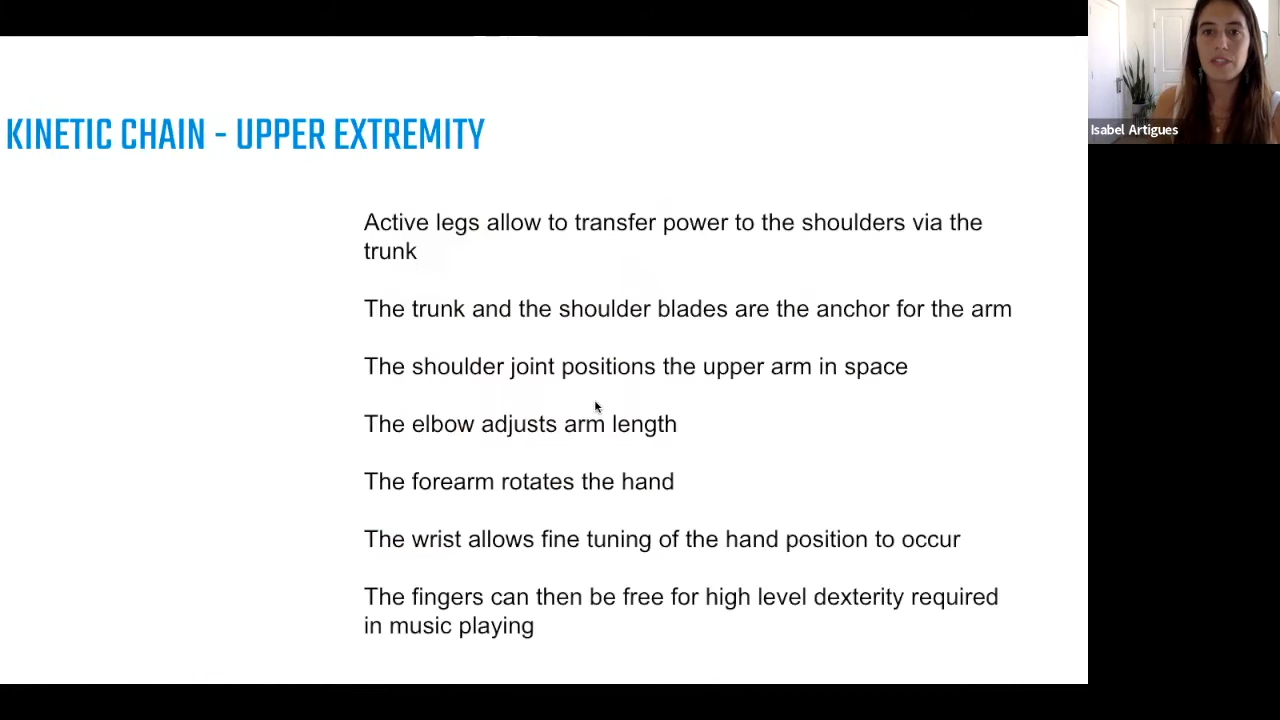 KINETIC CHAIN - UPPER EXTREMITY
Isabel Artigues
Active legs allow to transfer power to the shoulders via the
trunk
The trunk and the shoulder blades are the anchor for the arm
The shoulder joint positions the upper arm in space
The elbow adjusts arm length
The forearm rotates the hand
The wrist allows fine tuning of the hand position to occur
The fingers can then be free for high level dexterity required
in music playing